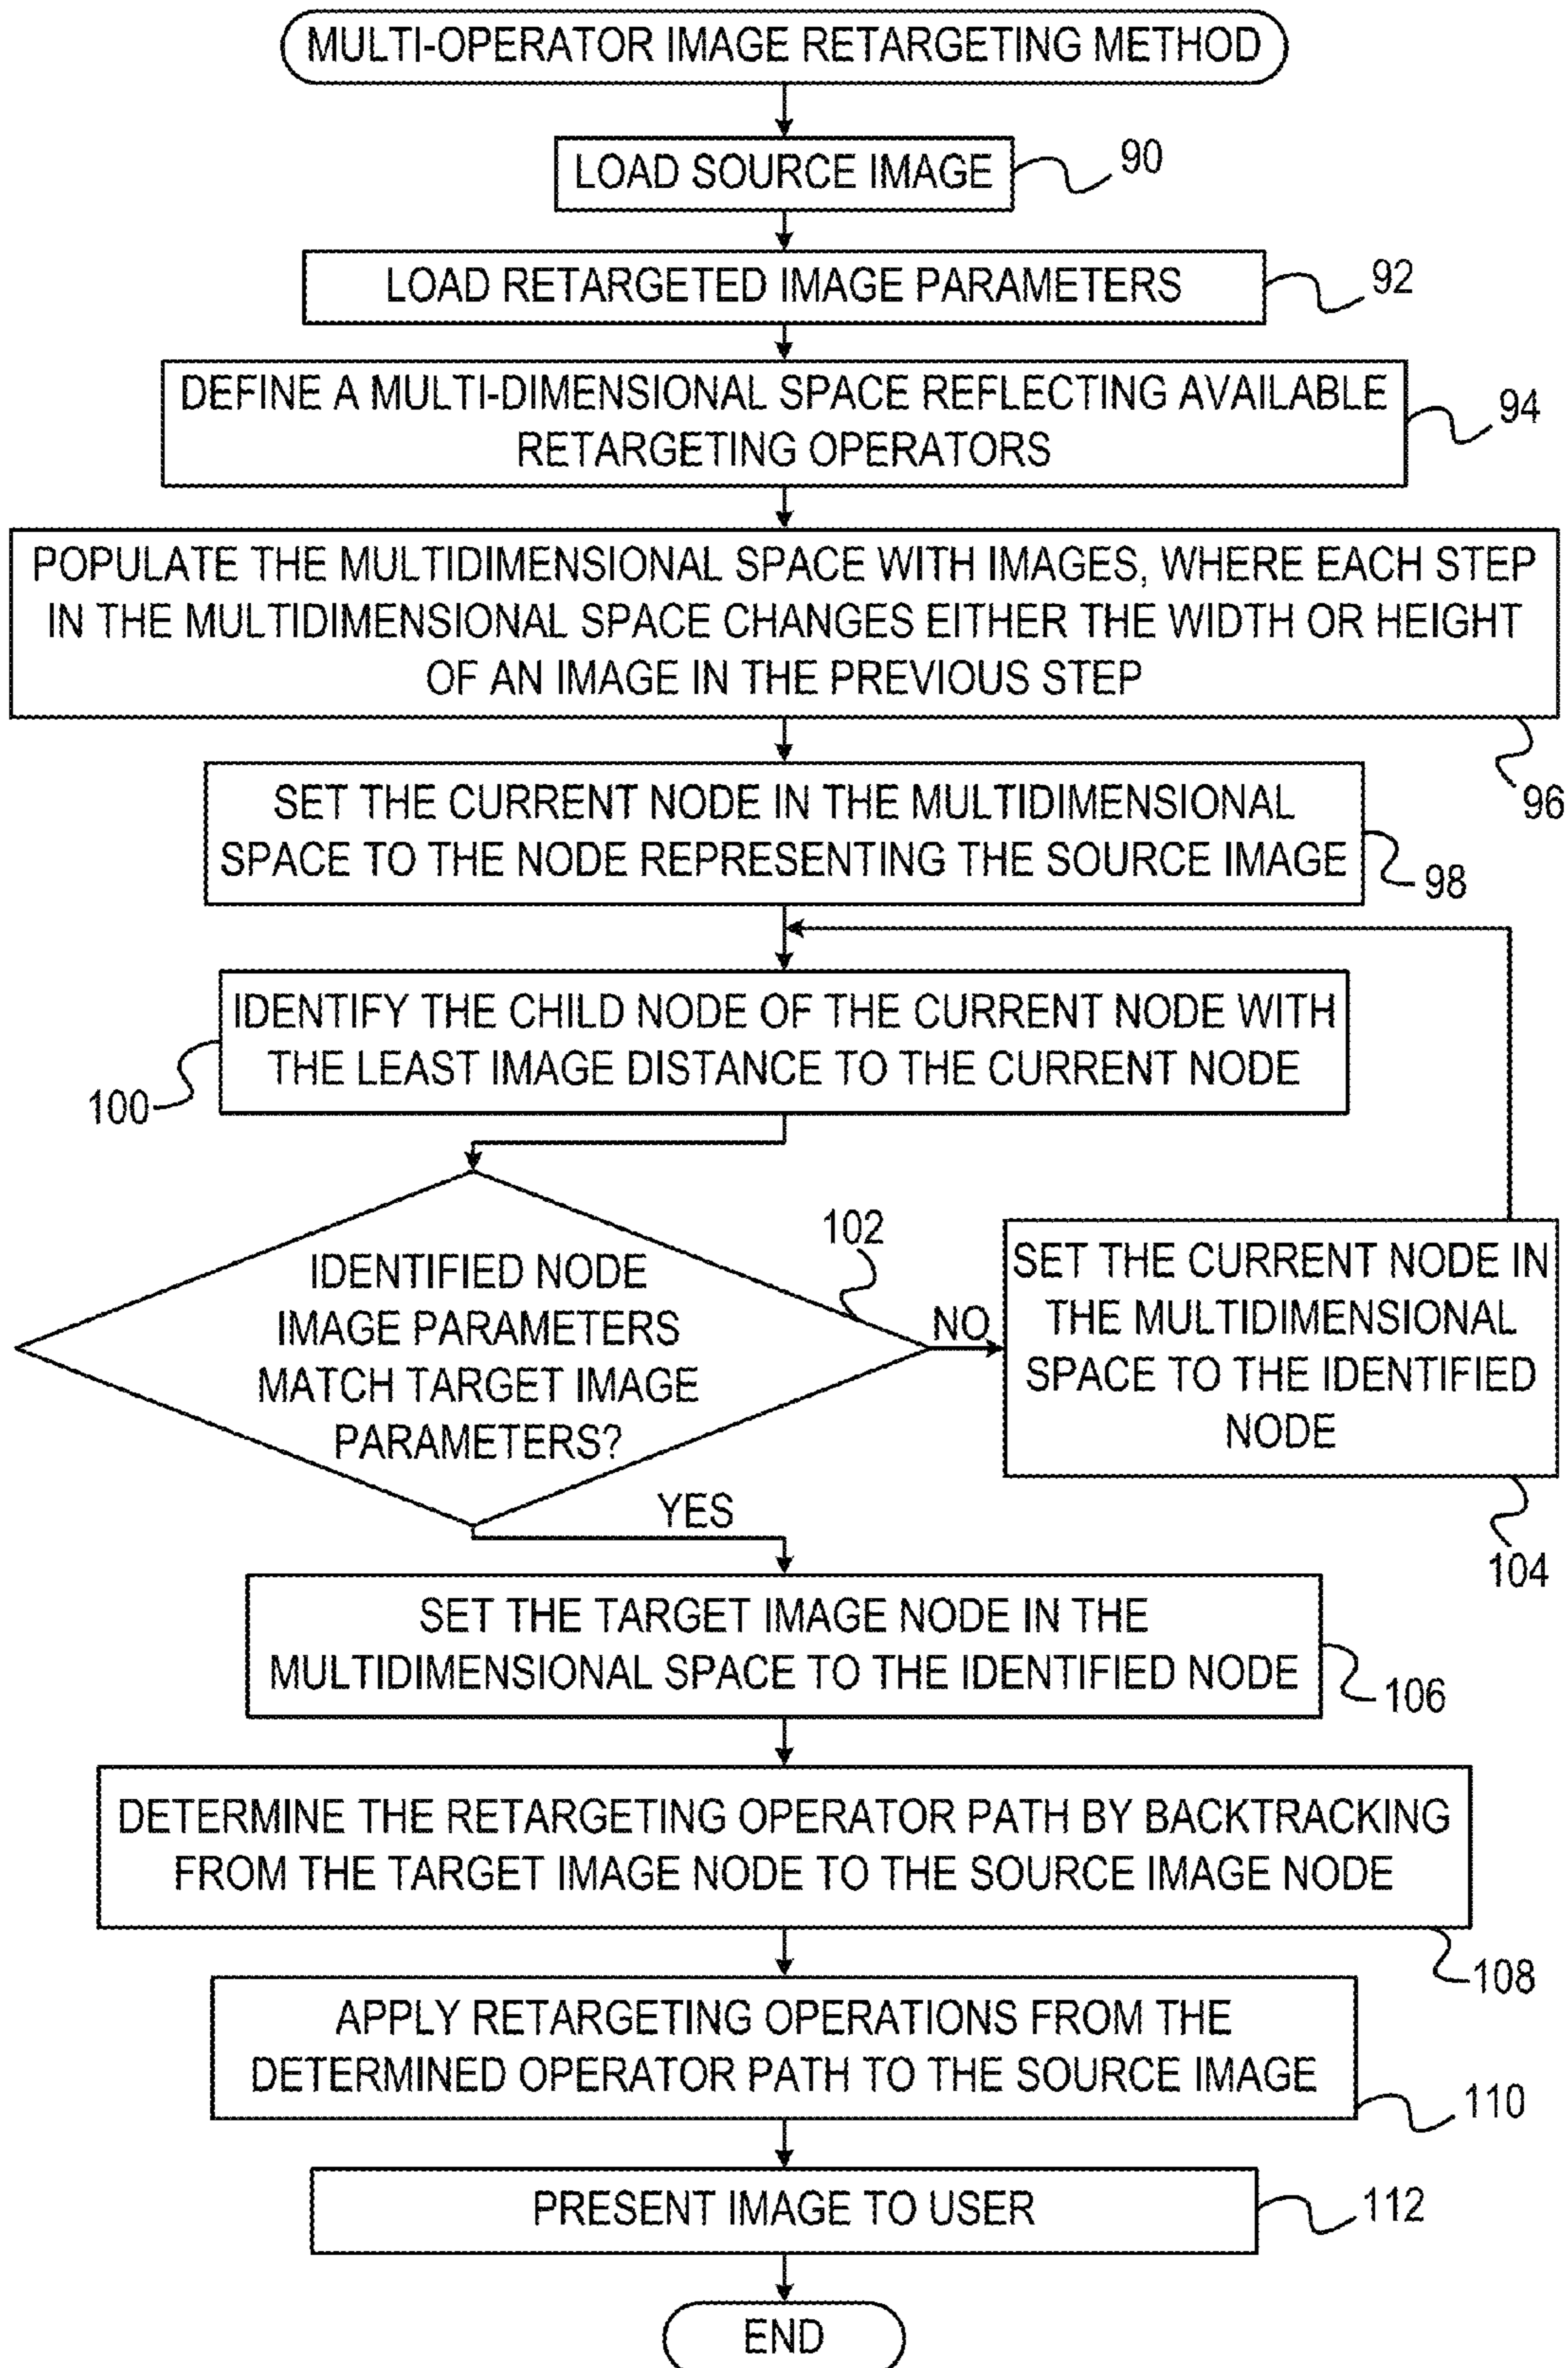 MULTI-OPERATOR IMAGE RETARGETING METHOD
LOAD SOURCE IMAGE
90
LOAD RETARGETED IMAGE PARAMETERS
92
DEFINE A MULTI-DIMENSIONAL SPACE REFLECTING AVAILABLE
RETARGETING OPERATORS
94
POPULATE THE MULTIDIMENSIONAL SPACE WITH IMAGES, WHERE EACH STEP
IN THE MULTIDIMENSIONAL SPACE CHANGES EITHER THE WIDTH OR HEIGHT
OF AN IMAGE IN THE PREVIOUS STEP
96
SET THE CURRENT NODE IN THE MULTIDIMENSIONAL
SPACE TO THE NODE REPRESENTING THE SOURCE IMAGE
98
IDENTIFY THE CHILD NODE OF THE CURRENT NODE WITH
THE LEAST IMAGE DISTANCE TO THE CURRENT NODE
100
IDENTIFIED NODE
IMAGE PARAMETERS
MATCH TARGET IMAGE
PARAMETERS?
102
NO
SET THE CURRENT NODE IN
THE MULTIDIMENSIONAL
SPACE TO THE IDENTIFIED
NODE
104
YES
SET THE TARGET IMAGE NODE IN THE
MULTIDIMENSIONAL SPACE TO THE IDENTIFIED NODE
106
DETERMINE THE RETARGETING OPERATOR PATH BY BACKTRACKING
FROM THE TARGET IMAGE NODE TO THE SOURCE IMAGE NODE
108
APPLY RETARGETING OPERATIONS FROM THE
DETERMINED OPERATOR PATH TO THE SOURCE IMAGE
110
PRESENT IMAGE TO USER
112
END